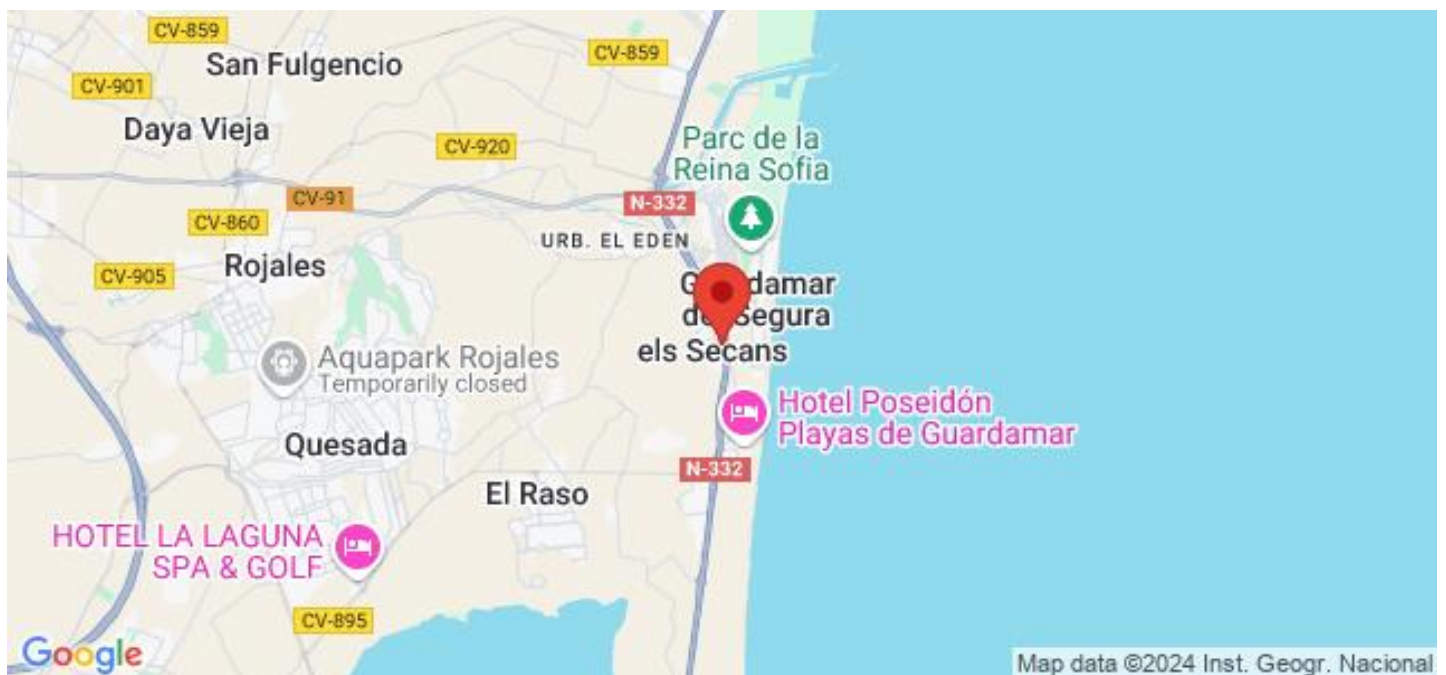 CV-859
San Fulgencio
CV-859
CV-901
Daya Vieja
CV-920
Parc de la
Reina Sofia
CV-91
N-332
CV-860
URB. EL EDEN
Rojales
CV-905
G damar
de Segura
els Secans
Aquapark Rojales
Temporarily closed
Hotel Poseidón
Playas de Guardamar
Quesada
N-332
El Raso
HOTEL LA LAGUNA
SPA & GOLF
CV-895
Google
Map data ©2024 Inst. Geogr. Nacional